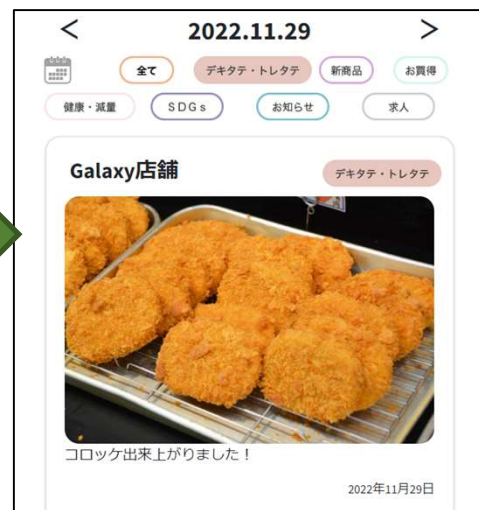 < 2022.11.29 >
全て デキタテ・トレタテ 新商品 お買得
健康・減量 SDGs お知らせ 求人
Galaxy店舗 デキタテ・トレタテ
コロッケ出来上がりました！
2022年11月29日